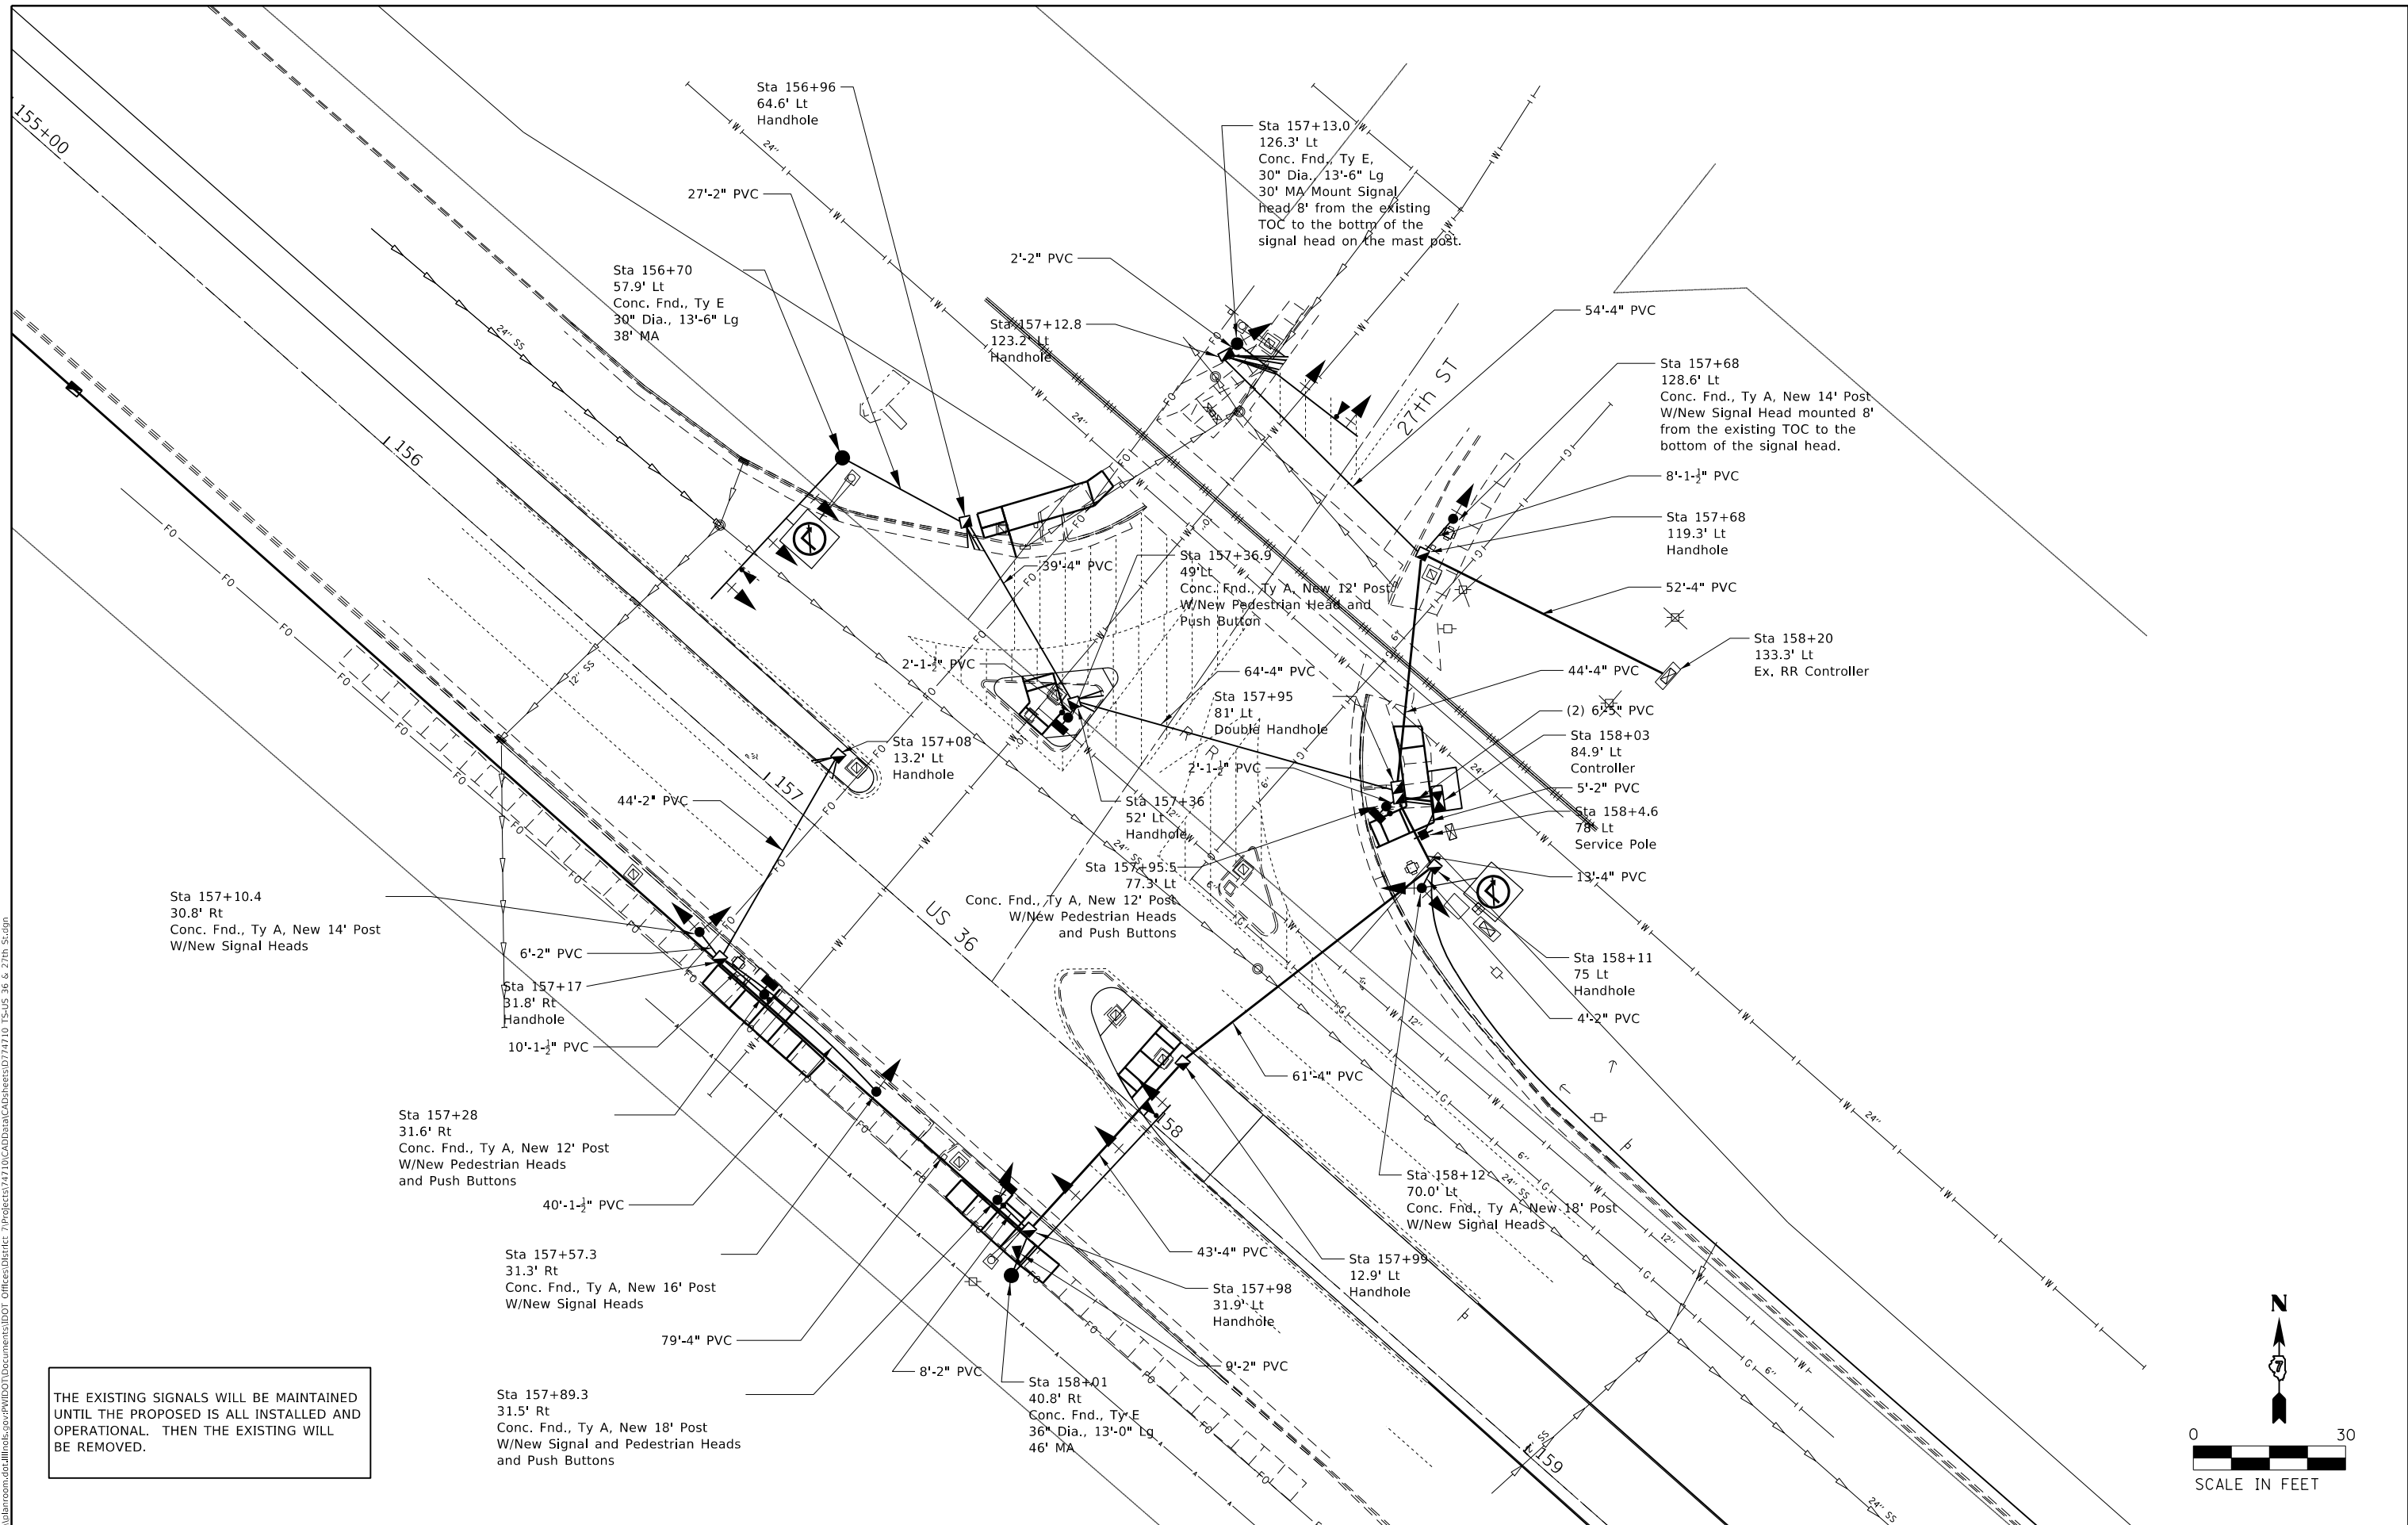 155+00
Sta 156+96
64.6' Lt
Handhole
27'-2" PVC
Sta 156+70
57.9' Lt
Conc. Fnd., Ty E
30" Dia., 13'-6" Lg
38' MA
Sta 157+13.0
126.3' Lt
Conc. Fnd., Ty E,
30" Dia., 13'-6" Lg
30' MA Mount Signal
head 8' from the existing
TOC to the bottm of the
signal head on the mast post.
2'-2" PVC
Sta 157+12.8
123.2' Lt
Handhole
54'-4" PVC
27th ST
Sta 157+68
128.6' Lt
Conc. Fnd., Ty A, New 14' Post
W/New Signal Head mounted 8'
from the existing TOC to the
bottom of the signal head.
8'-1-½" PVC
Sta 157+68
119.3' Lt
Handhole
52'-4" PVC
Sta 158+20
133.3' Lt
Ex. RR Controller
156
39'-4" PVC
Sta 157+36.9
49'Lt
Conc. Fnd., Ty A, New 12' Post
W/New Pedestrian Head and
Push Button
2'-1-½" PVC
64'-4" PVC
44'-4" PVC
Sta 157+95
81' Lt
Double Handhole
(2) 6'-5" PVC
Sta 158+03
84.9' Lt
Controller
2'-1-½" PVC
5'-2" PVC
Sta 157+08
13.2' Lt
Handhole
157
44'-2" PVC
Sta 157+36
52' Lt
Handhole
Sta 158+4.6
78' Lt
Service Pole
Sta 157+95.5
77.3' Lt
Conc. Fnd., Ty A, New 12' Post
W/New Pedestrian Heads
and Push Buttons
13'-4" PVC
Sta 157+10.4
30.8' Rt
Conc. Fnd., Ty A, New 14' Post
W/New Signal Heads
US 36
6'-2" PVC
Sta 157+17
31.8' Rt
Handhole
10'-1-½" PVC
Sta 158+11
75 Lt
Handhole
4'-2" PVC
61'-4" PVC
Sta 157+28
31.6' Rt
Conc. Fnd., Ty A, New 12' Post
W/New Pedestrian Heads
and Push Buttons
158
40'-1-½" PVC
Sta 158+12
70.0' Lt
Conc. Fnd., Ty A, New 18' Post
W/New Signal Heads
Sta 157+57.3
31.3' Rt
Conc. Fnd., Ty A, New 16' Post
W/New Signal Heads
43'-4" PVC
Sta 157+99
12.9' Lt
Handhole
Sta 157+98
31.9' Lt
Handhole
79'-4" PVC
8'-2" PVC
9'-2" PVC
Sta 158+01
40.8' Rt
Conc. Fnd., Ty E
36" Dia., 13'-0" Lg
46' MA
Sta 157+89.3
31.5' Rt
Conc. Fnd., Ty A, New 18' Post
W/New Signal and Pedestrian Heads
and Push Buttons
159
THE EXISTING SIGNALS WILL BE MAINTAINED
UNTIL THE PROPOSED IS ALL INSTALLED AND
OPERATIONAL. THEN THE EXISTING WILL
BE REMOVED.
N
7
0 30
SCALE IN FEET